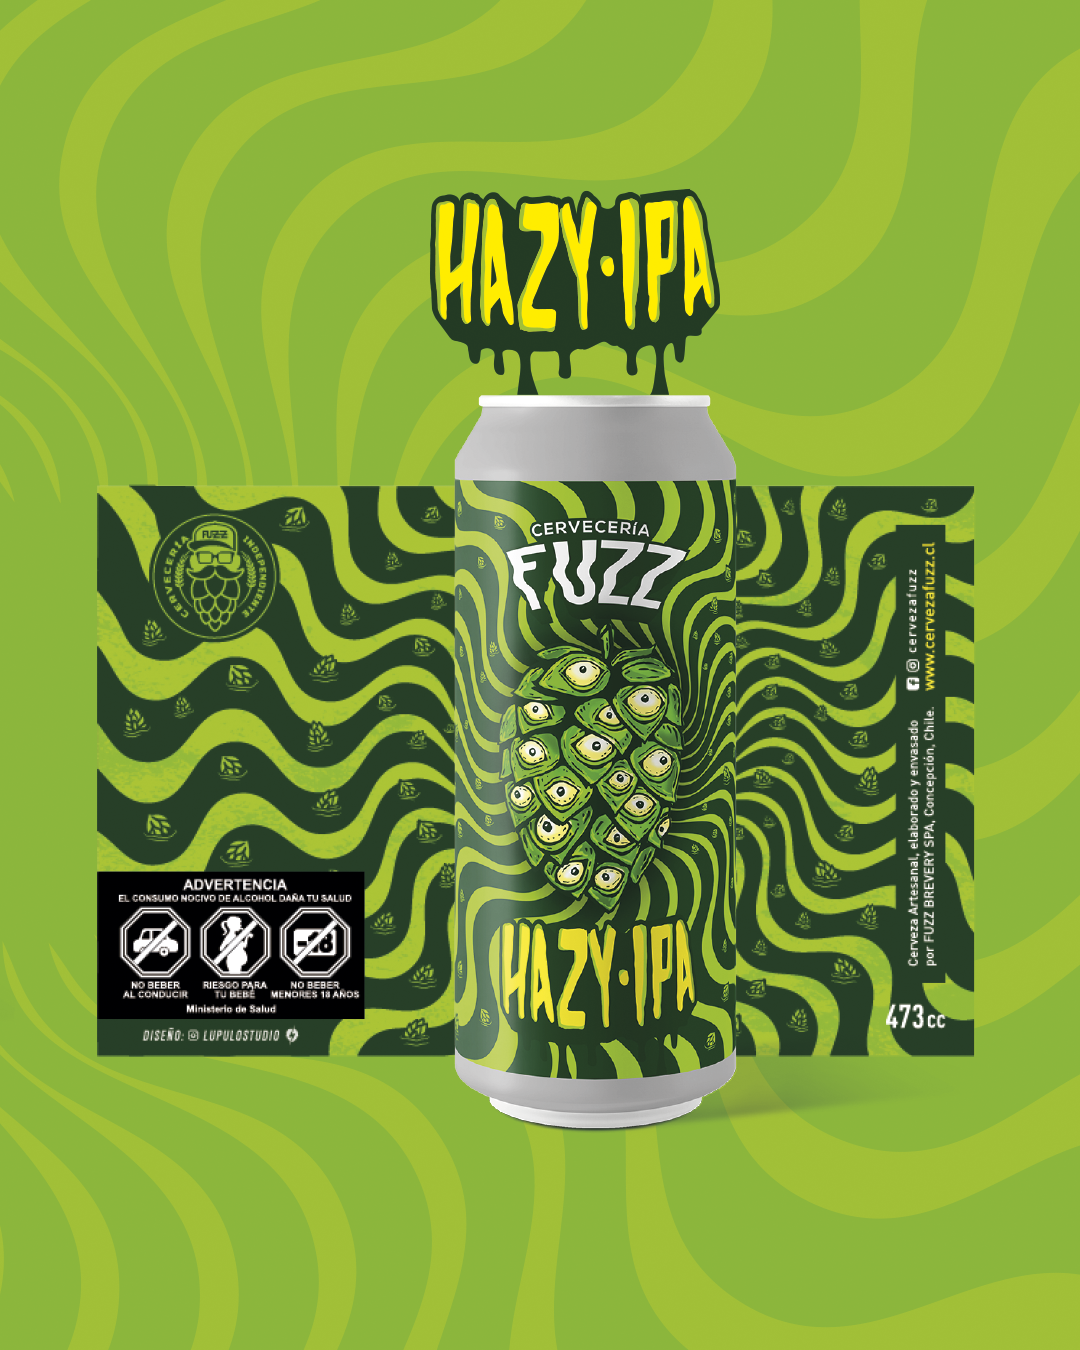 HAZY·IPA
CERVECERÍA
FUZZ
HAZY·IPA
CERVECERÍA INDEPENDIENTE
FUZZ
ADVERTENCIA
EL CONSUMO NOCIVO DE ALCOHOL DAÑA TU SALUD
NO BEBER
AL CONDUCIR
RIESGO PARA
TU BEBÉ
-18
NO BEBER
MENORES 18 AÑOS
Ministerio de Salud
DISEÑO: LUPULOSTUDIO
cervezafuzz
www.cervezafuzz.cl
Cerveza Artesanal, elaborado y envasado
por: FUZZ BREVERY SPA, Concepción, Chile.
473cc